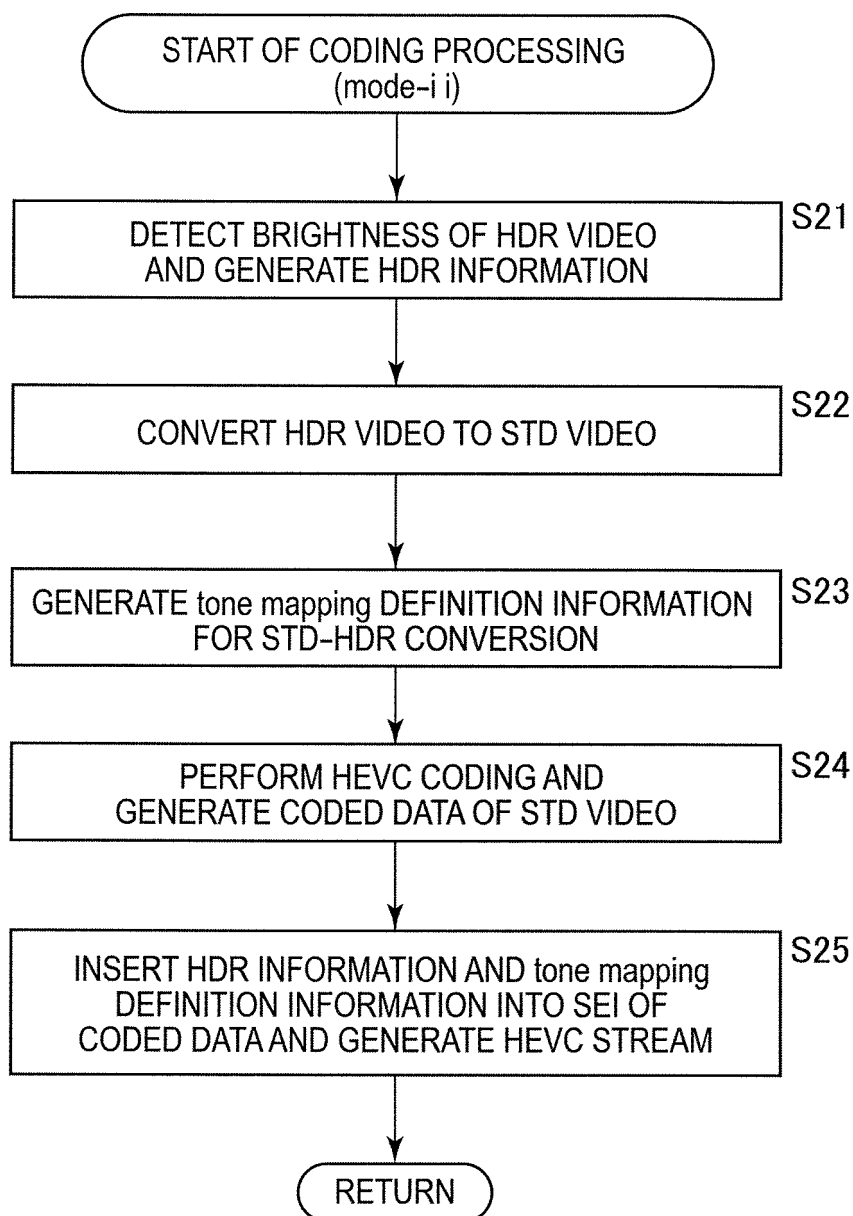 START OF CODING PROCESSING
(mode-i i)
S21
DETECT BRIGHTNESS OF HDR VIDEO
AND GENERATE HDR INFORMATION
S22
CONVERT HDR VIDEO TO STD VIDEO
S23
GENERATE tone mapping DEFINITION INFORMATION
FOR STD-HDR CONVERSION
S24
PERFORM HEVC CODING AND
GENERATE CODED DATA OF STD VIDEO
S25
INSERT HDR INFORMATION AND tone mapping
DEFINITION INFORMATION INTO SEI OF
CODED DATA AND GENERATE HEVC STREAM
RETURN